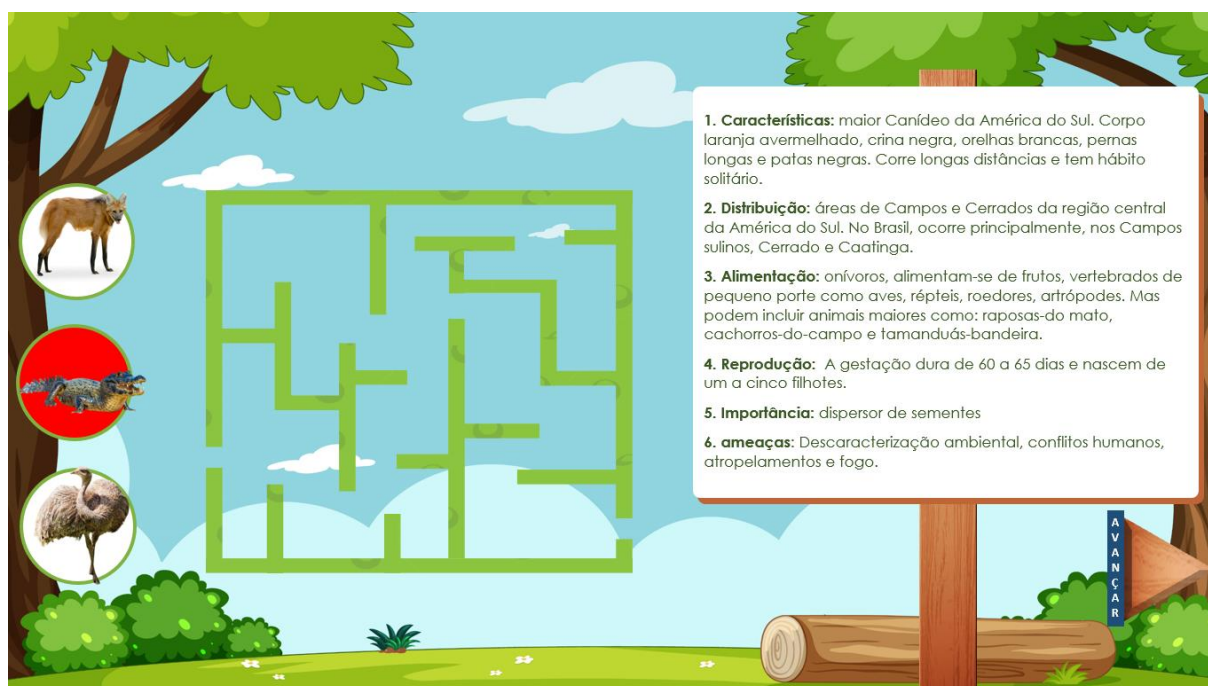 1. Características: maior Canídeo da América do Sul. Corpo
laranja avermelhado, crina negra, orelhas brancas, pernas
longas e patas negras. Corre longas distâncias e tem hábito
solitário.
2. Distribuição: áreas de Campos e Cerrados da região central
da América do Sul. No Brasil, ocorre principalmente, nos Campos
sulinos, Cerrado e Caatinga.
3. Alimentação: onívoros, alimentam-se de frutos, vertebrados de
pequeno porte como aves, répteis, roedores, artrópodes. Mas
podem incluir animais maiores como: raposas-do mato,
cachorros-do-campo e tamanduás-bandeira.
4. Reprodução: A gestação dura de 60 a 65 dias e nascem de
um a cinco filhotes.
5. Importância: dispersor de sementes
6. ameaças: Descaracterização ambiental, conflitos humanos,
atropelamentos e fogo.
AVANÇAR